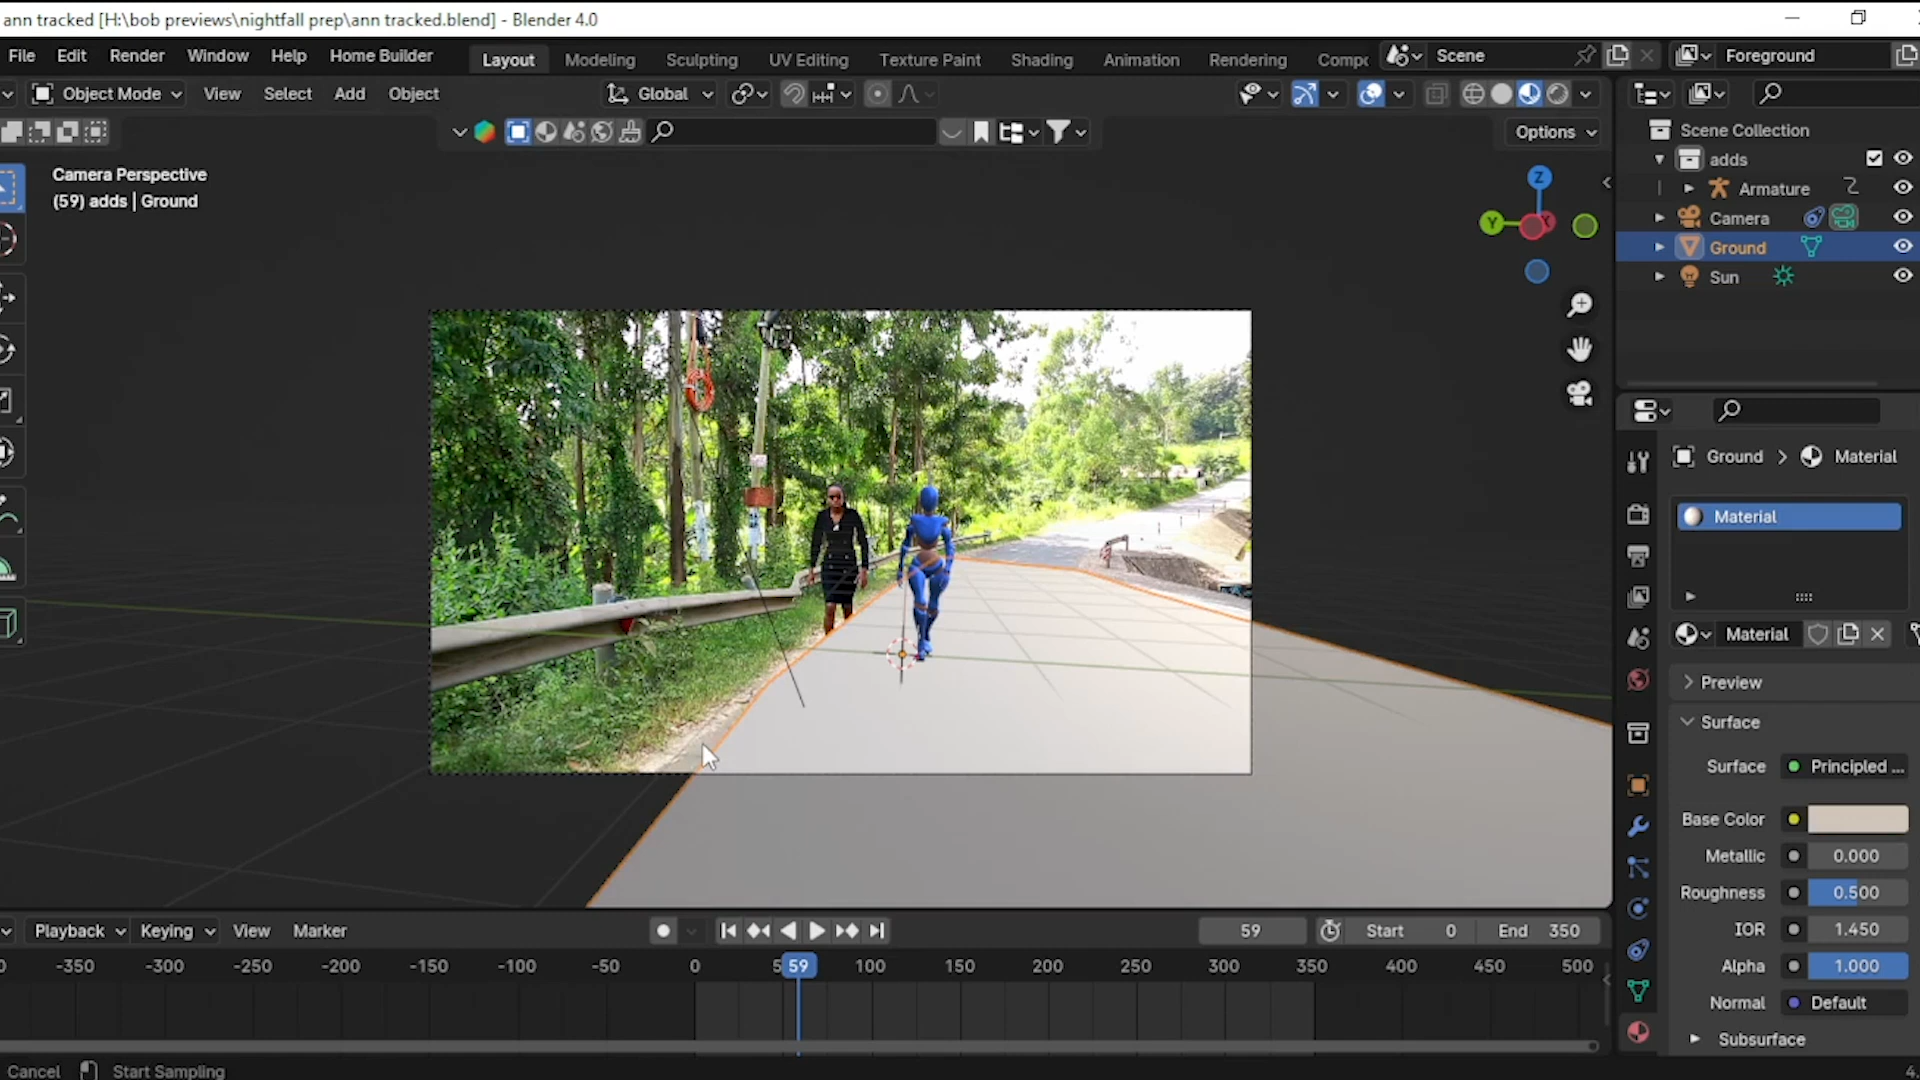 ann tracked [H:\bob previews\nightfall prep\ann tracked.blend] - Blender 4.0
File Edit Render Window Help Home Builder Layout Modeling Sculpting UV Editing Texture Paint Shading Animation Rendering Compo Scene Foreground
Object Mode View Select Add Object Global
Options
Camera Perspective
(59) adds | Ground
Z
Y
X
Scene Collection
adds
Armature
Camera
Ground
Sun
Ground > Material
Material
Material
Preview
Surface
Surface Principled ...
Base Color
Metallic 0.000
Roughness 0.500
IOR 1.450
Alpha 1.000
Normal Default
Subsurface
Playback Keying View Marker 59 Start 0 End 350
0 -350 -300 -250 -200 -150 -100 -50 0 5 59 100 150 200 250 300 350 400 450 500
Cancel Start Sampling 4.